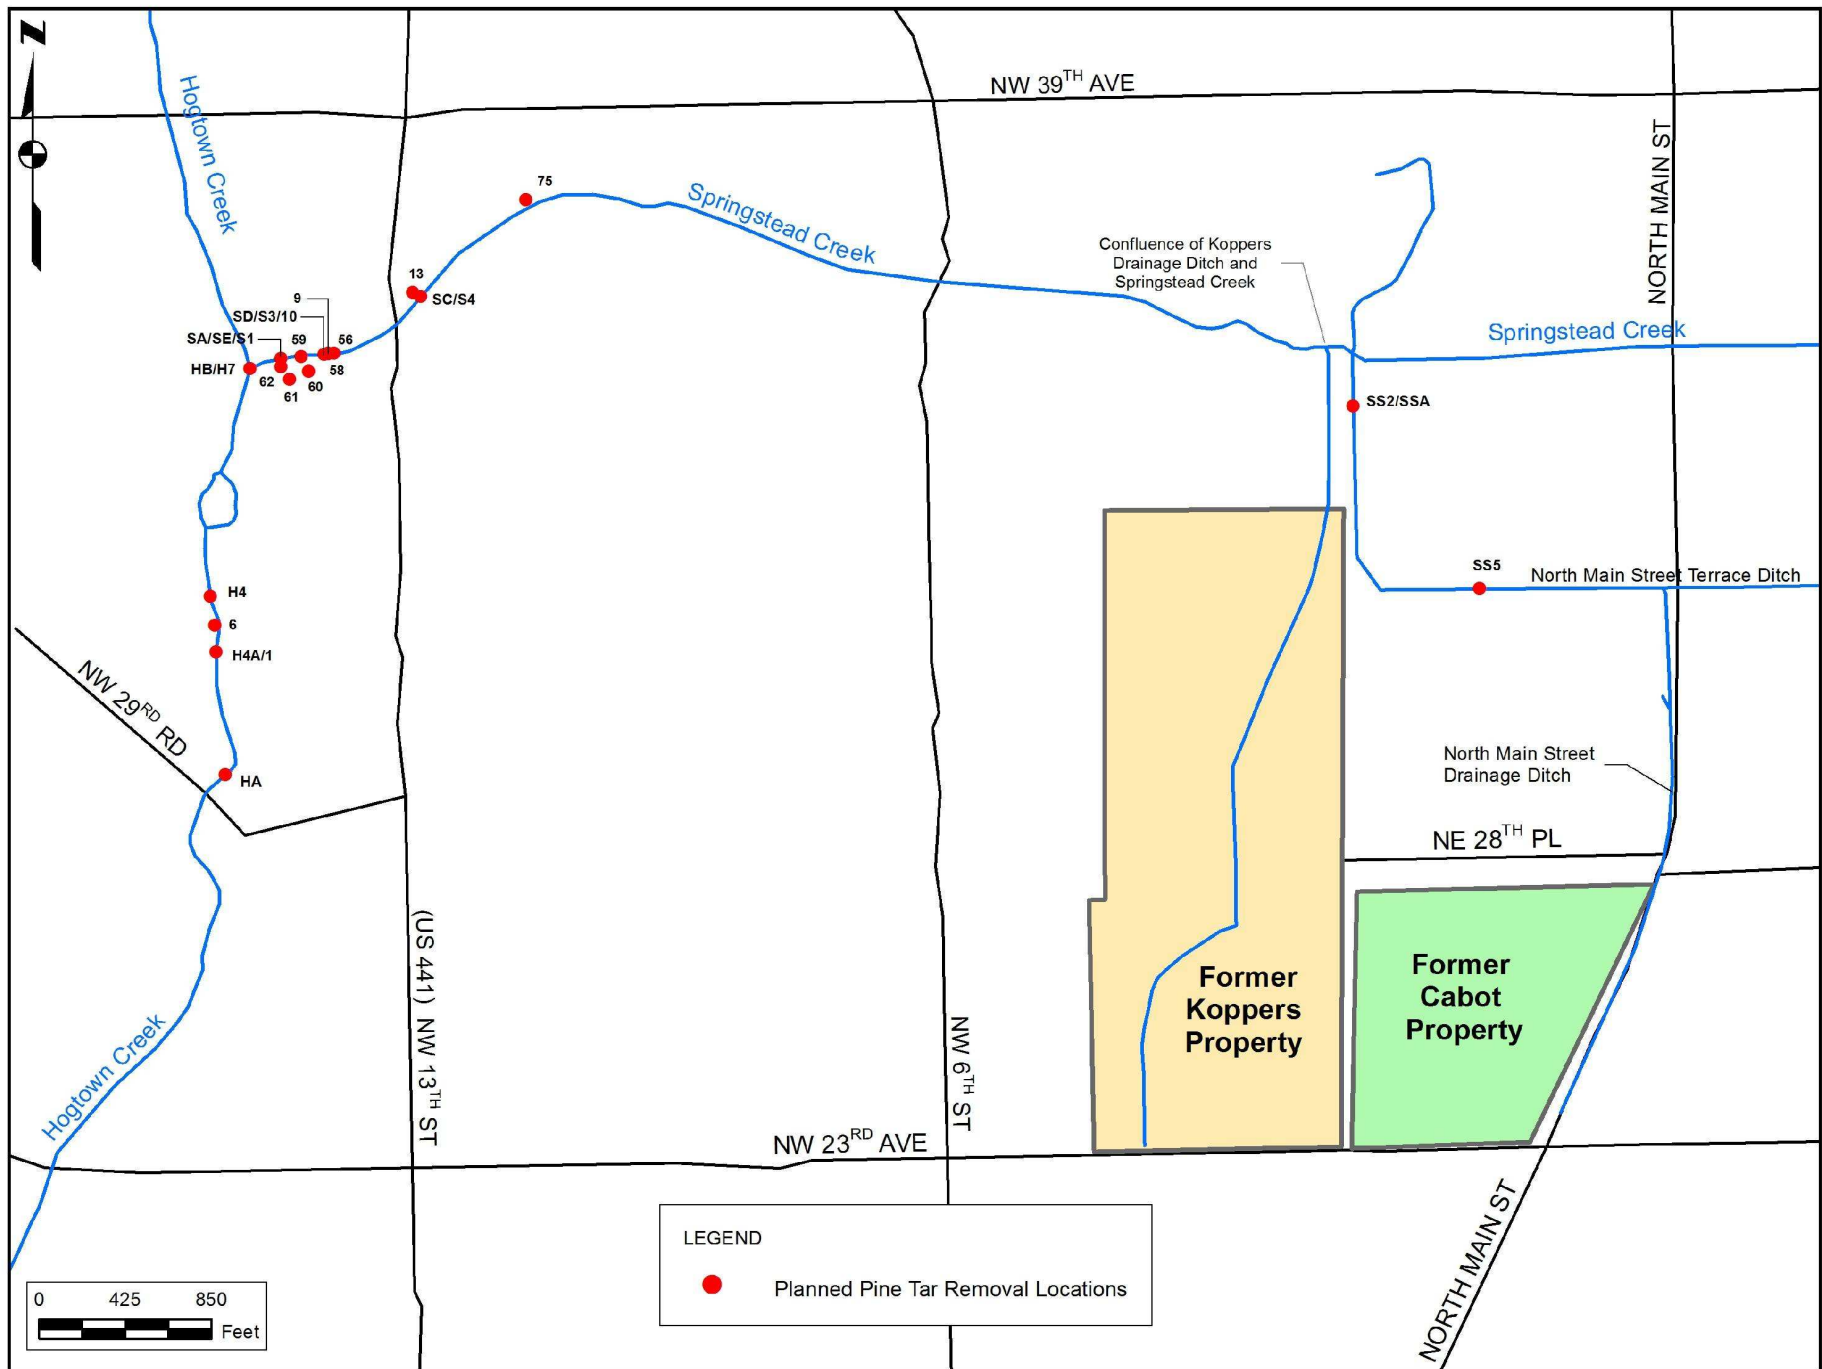 Z
NW 39TH AVE
Hogtown Creek
NORTH MAIN ST
75
Springstead Creek
Confluence of Koppers
Drainage Ditch and
Springstead Creek
13
SC/S4
9
SD/S3/10
SA/SE/S1
59
56
Springstead Creek
HB/H7
62
58
60
61
SS2/SSA
SS5
North Main Street Terrace Ditch
H4
6
H4A/1
NW 29RD RD
HA
North Main Street
Drainage Ditch
NE 28TH PL
(US 441) NW 13TH ST
Former
Koppers
Property
Former
Cabot
Property
Hogtown Creek
NW 6TH ST
NW 23RD AVE
NORTH MAIN ST
LEGEND
Planned Pine Tar Removal Locations
0 425 850
Feet